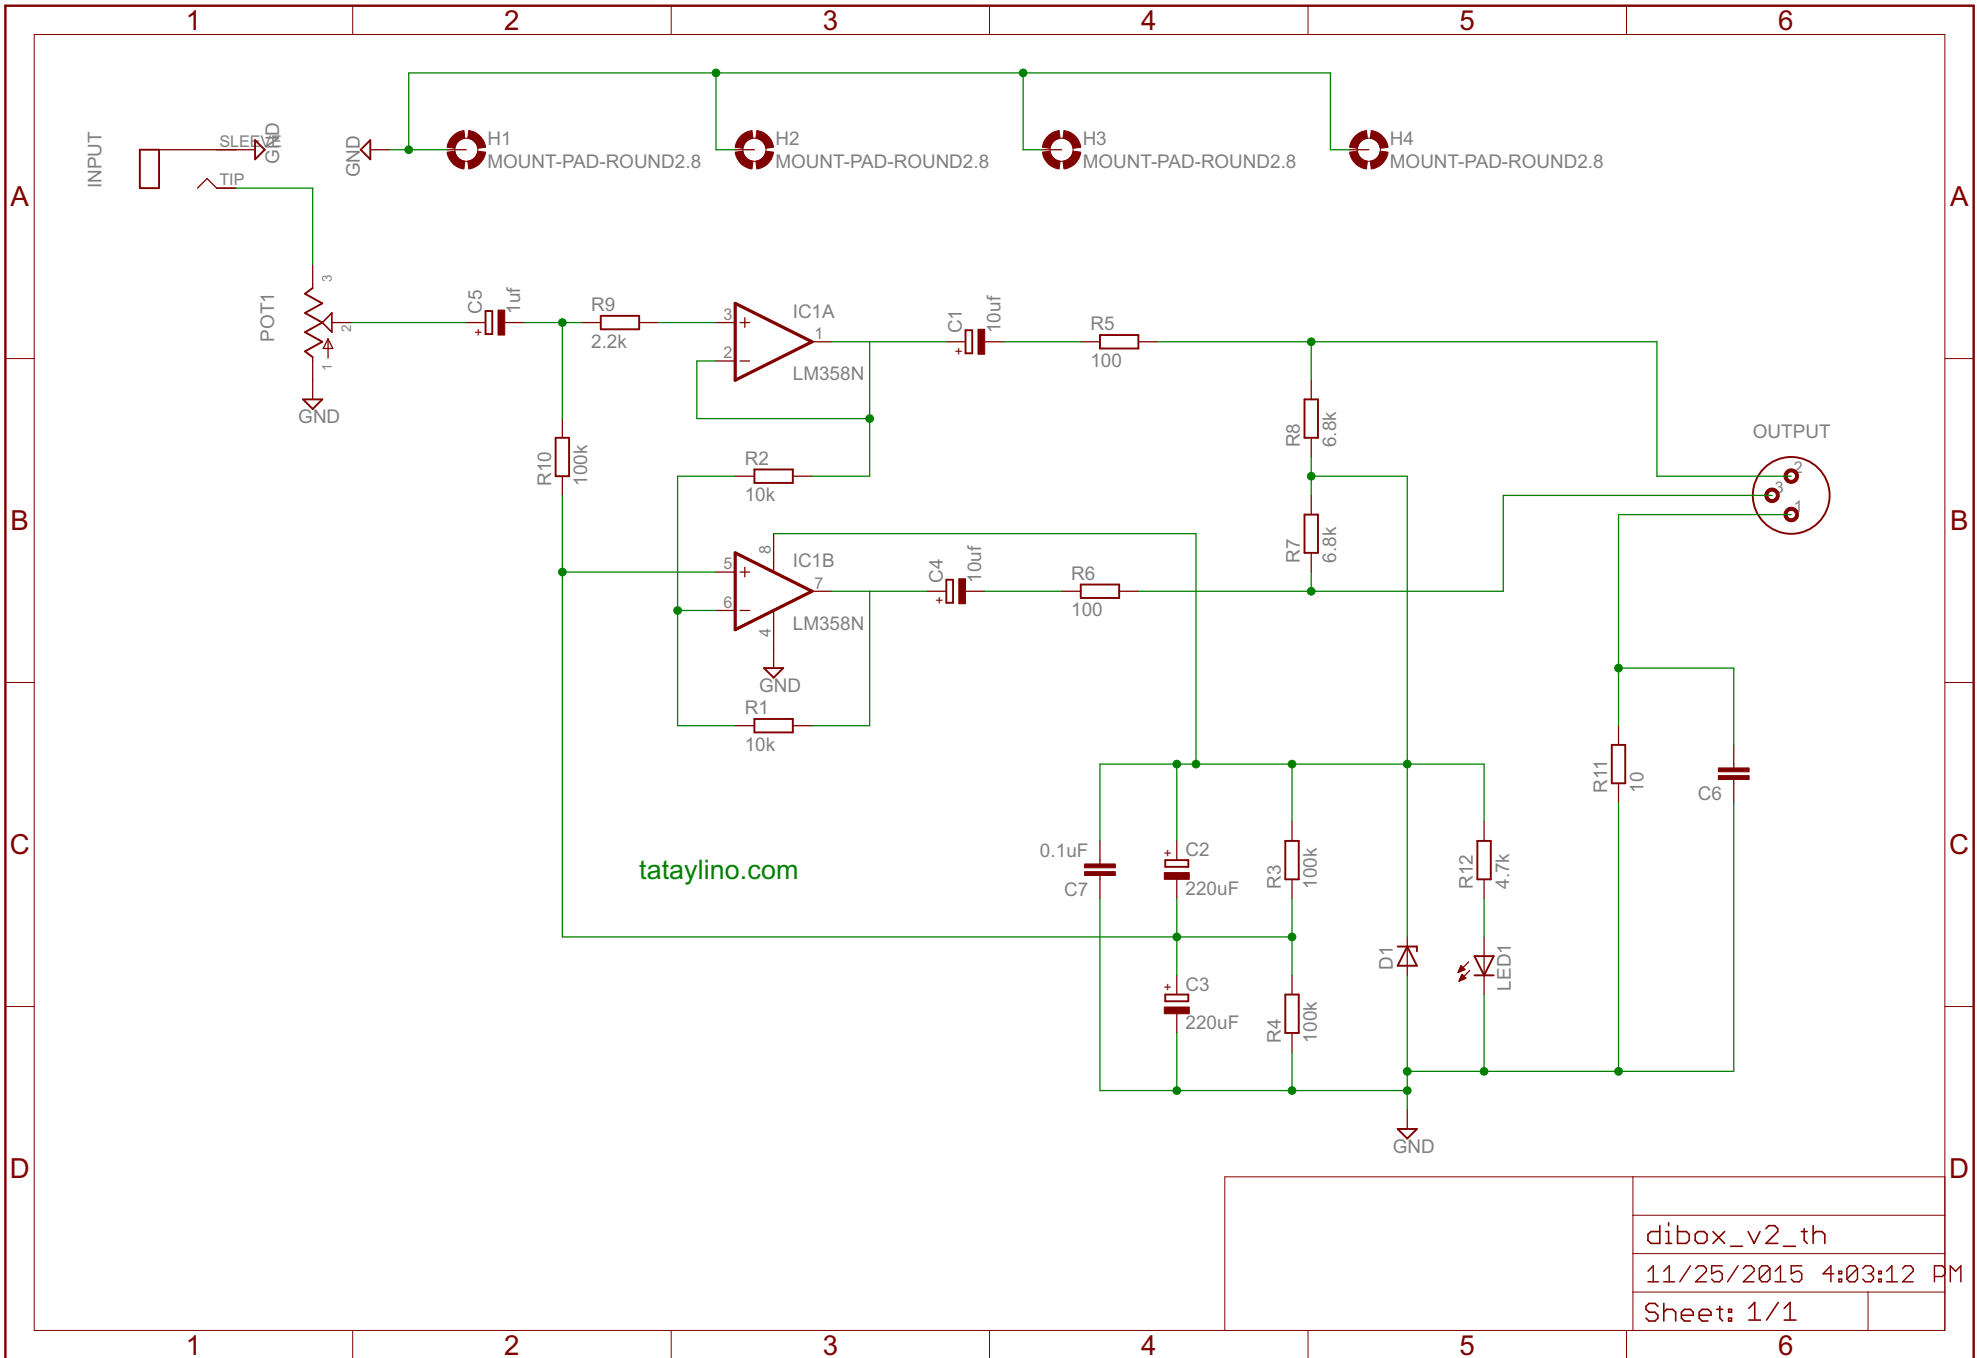 1 2 3 4 5 6
A A
B B
C C
D D
INPUT
SLEEVE
GND
TIP
GND
H1
MOUNT-PAD-ROUND2.8
H2
MOUNT-PAD-ROUND2.8
H3
MOUNT-PAD-ROUND2.8
H4
MOUNT-PAD-ROUND2.8
POT1
3
2
1
GND
C5
1uf
R9
2.2k
3
2
1
+
-
IC1A
LM358N
C1
10uf
+
R5
100
R10
100k
R2
10k
R8
6.8k
R7
6.8k
OUTPUT
2
3
1
8
5
6
7
4
+
-
IC1B
LM358N
GND
C4
10uf
+
R6
100
R1
10k
tataylino.com
0.1uF
C7
C2
220uF
+
R3
100k
C3
220uF
+
R4
100k
D1
R12
4.7k
LED1
R11
10
C6
GND
dibox_v2_th
11/25/2015 4:03:12 PM
Sheet: 1/1
1 2 3 4 5 6